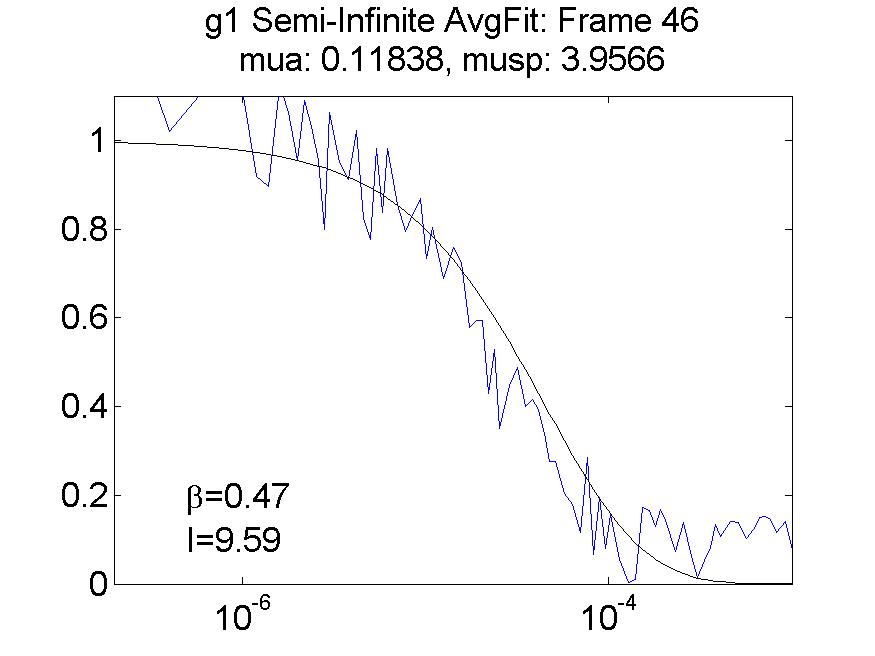 g1 Semi-Infinite AvgFit: Frame 46
mua: 0.11838, musp: 3.9566
1
0.8
0.6
0.4
0.2
0
β=0.47
I=9.59
10^-6
10^-4